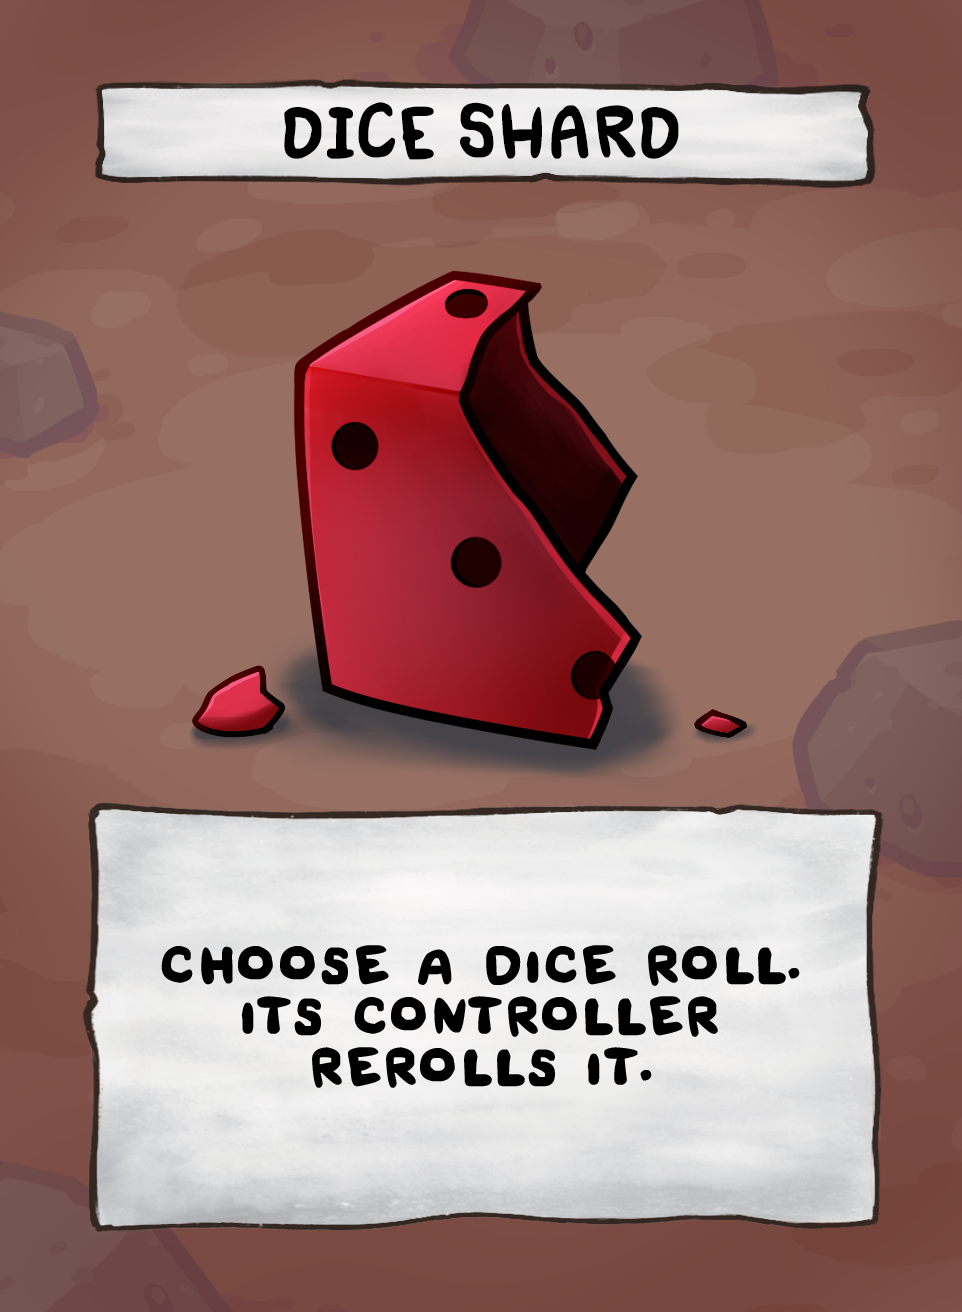 DICE SHARD
CHOOSE A DICE ROLL.
ITS CONTROLLER
REROLLS IT.